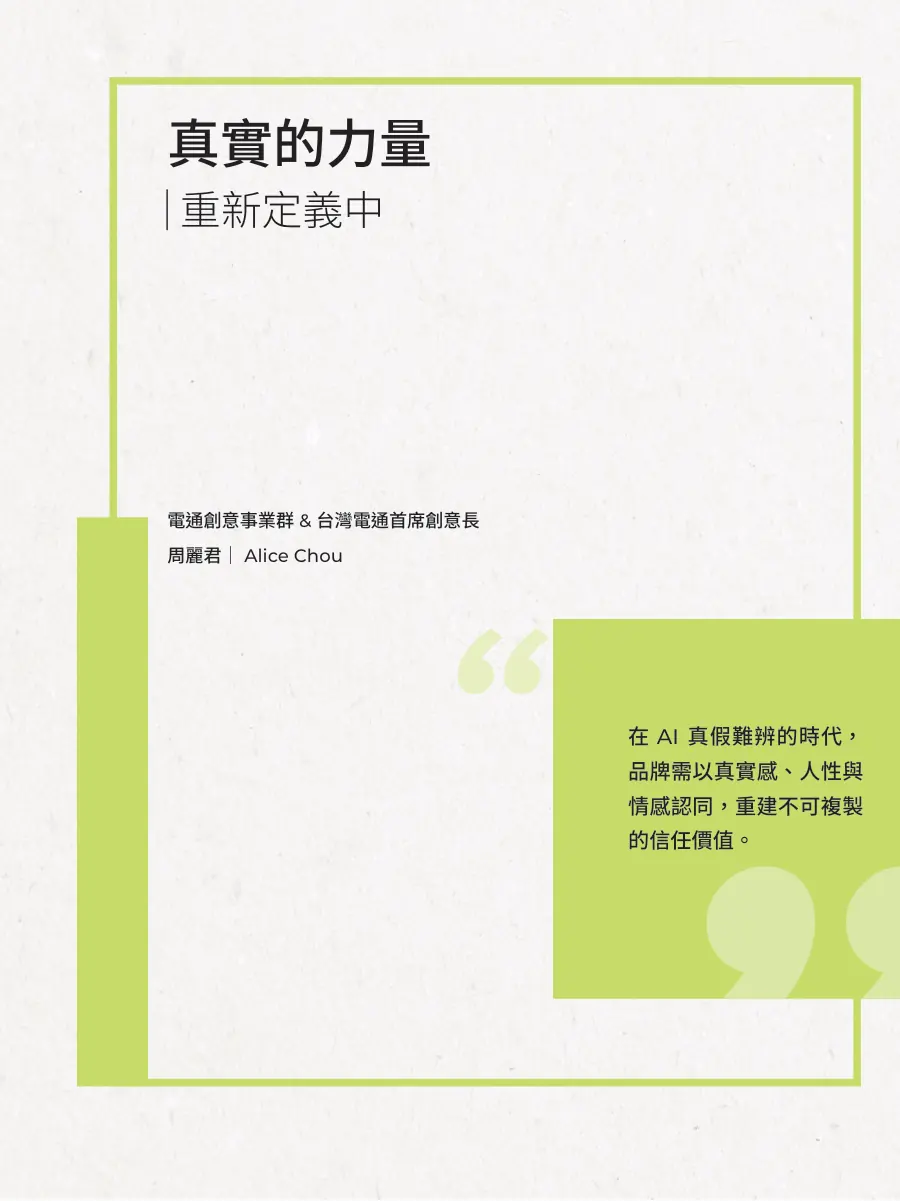 真實的力量
｜重新定義中
電通創意事業群 & 台灣電通首席創意長
周麗君｜ Alice Chou
在 AI 真假難辨的時代，
品牌需以真實感、人性與
情感認同，重建不可複製
的信任價值。